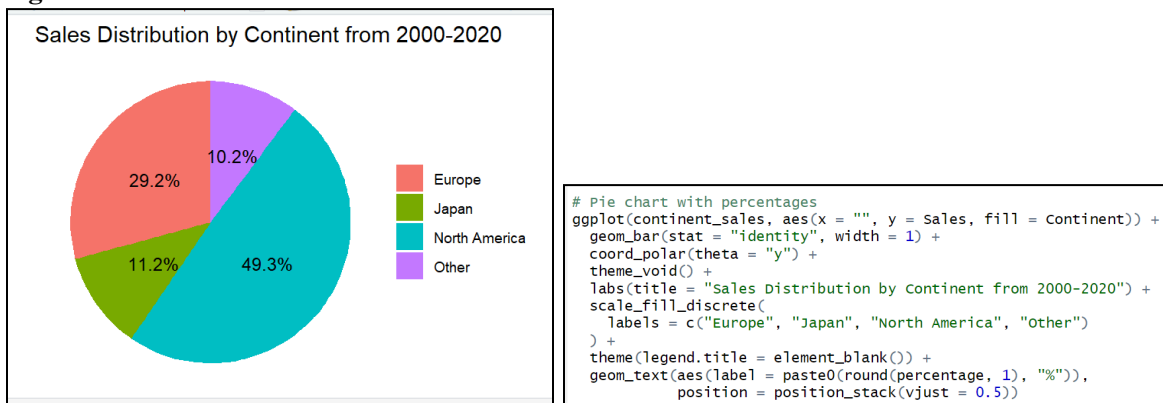 Sales Distribution by Continent from 2000-2020
10.2%
29.2%
11.2%
49.3%
Europe
Japan
North America
Other
# Pie chart with percentages
ggplot(continent_sales, aes(x = "", y = Sales, fill = Continent)) +
  geom_bar(stat = "identity", width = 1) +
  coord_polar(theta = "y") +
  theme_void() +
  labs(title = "Sales Distribution by Continent from 2000-2020") +
  scale_fill_discrete(
    labels = c("Europe", "Japan", "North America", "Other")
  ) +
  theme(legend.title = element_blank()) +
  geom_text(aes(label = paste0(round(percentage, 1), "%")),
            position = position_stack(vjust = 0.5))